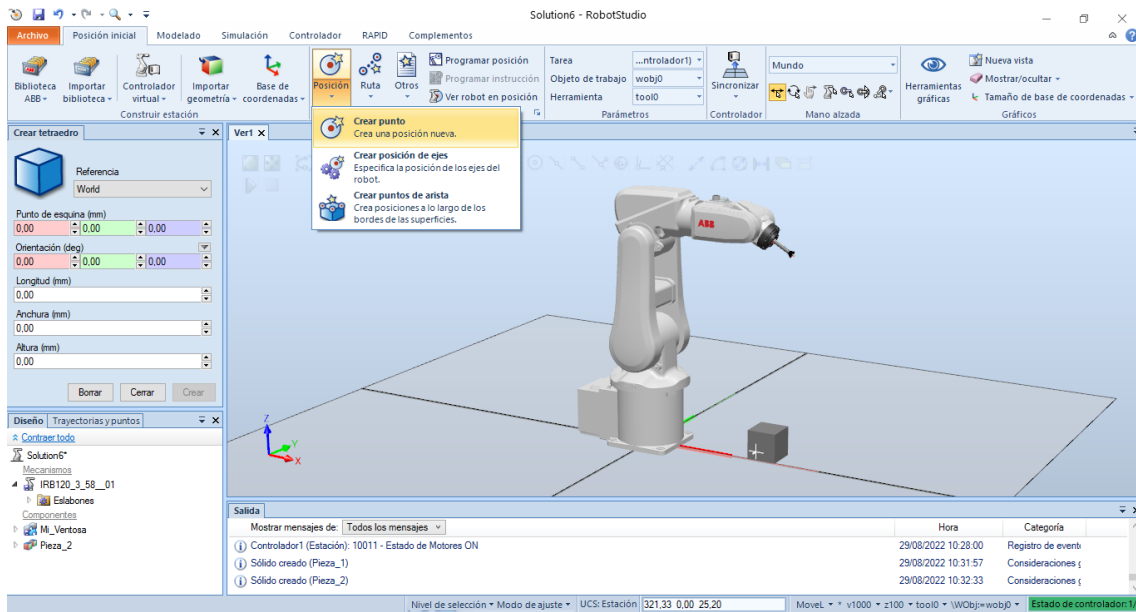 Solution6 - RobotStudio
Archivo Posición inicial Modelado Simulación Controlador RAPID Complementos
Biblioteca ABB
Importar biblioteca
Controlador virtual
Importar geometría
Base de coordenadas
Construir estación
Posición
Ruta
Otros
Programar posición
Programar instrucción
Ver robot en posición
Tarea ...ntrolador1)
Objeto de trabajo wobj0
Herramienta tool0
Parámetros
Sincronizar
Controlador
Mundo
Mano alzada
Herramientas gráficas
Nueva vista
Mostrar/ocultar
Tamaño de base de coordenadas
Gráficos
Crear punto
Crea una posición nueva.
Crear posición de ejes
Especifica la posición de los ejes del
robot.
Crear puntos de arista
Crea posiciones a lo largo de los
bordes de las superficies.
Crear tetraedro
Referencia
World
Punto de esquina (mm)
0,00 0,00 0,00
Orientación (deg)
0,00 0,00 0,00
Longitud (mm)
0,00
Anchura (mm)
0,00
Altura (mm)
0,00
Borrar Cerrar Crear
Diseño Trayectorias y puntos
Contraer todo
Solution6*
Mecanismos
IRB120_3_58__01
Eslabones
Componentes
Mi_Ventosa
Pieza_2
Ver1
ABB
Z
Y
X
Salida
Mostrar mensajes de: Todos los mensajes Hora Categoría
Controlador1 (Estación): 10011 - Estado de Motores ON 29/08/2022 10:28:00 Registro de evento
Sólido creado (Pieza_1) 29/08/2022 10:31:57 Consideraciones g
Sólido creado (Pieza_2) 29/08/2022 10:32:33 Consideraciones g
Nivel de selección Modo de ajuste UCS: Estación 321,33 0,00 25,20 MoveL * v1000 z100 tool0 \WObj:=wobj0 Estado de controlador:1/